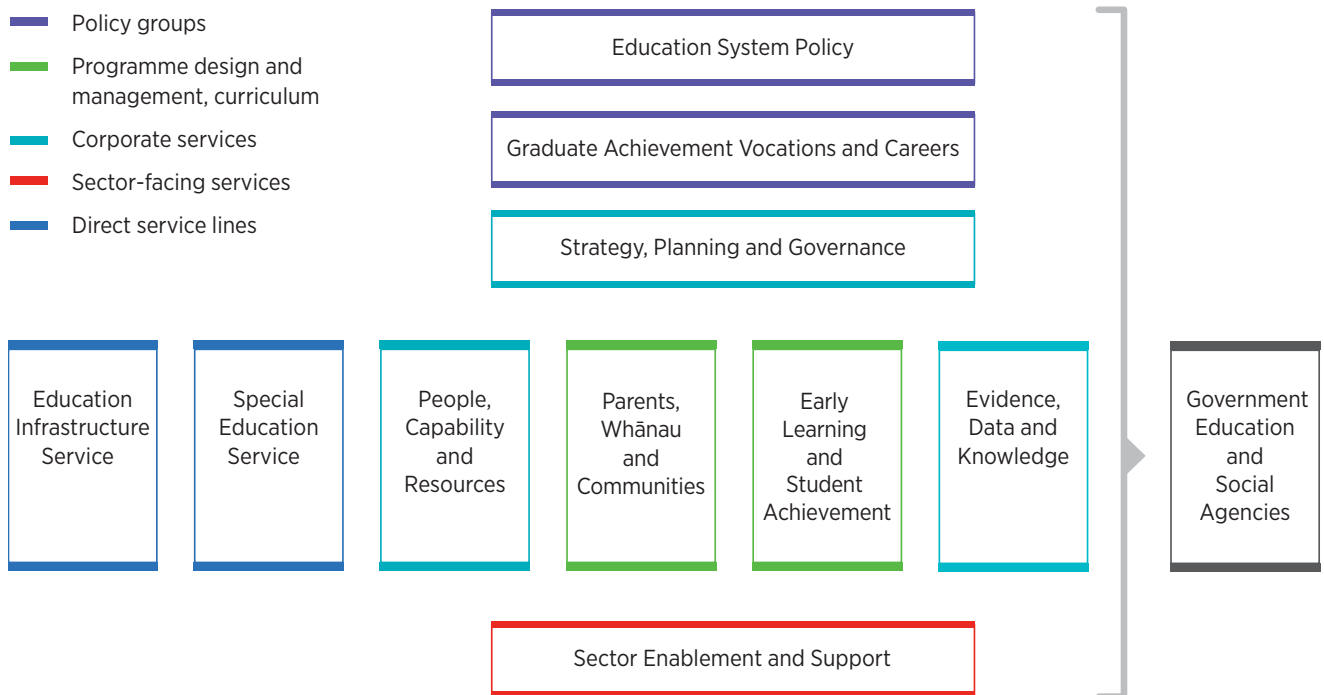 Policy groups
Programme design and
management, curriculum
Corporate services
Sector-facing services
Direct service lines
Education System Policy
Graduate Achievement Vocations and Careers
Strategy, Planning and Governance
Education
Infrastructure
Service
Special
Education
Service
People,
Capability
and
Resources
Parents,
Whānau
and
Communities
Early
Learning
and
Student
Achievement
Evidence,
Data and
Knowledge
Government
Education
and
Social
Agencies
Sector Enablement and Support